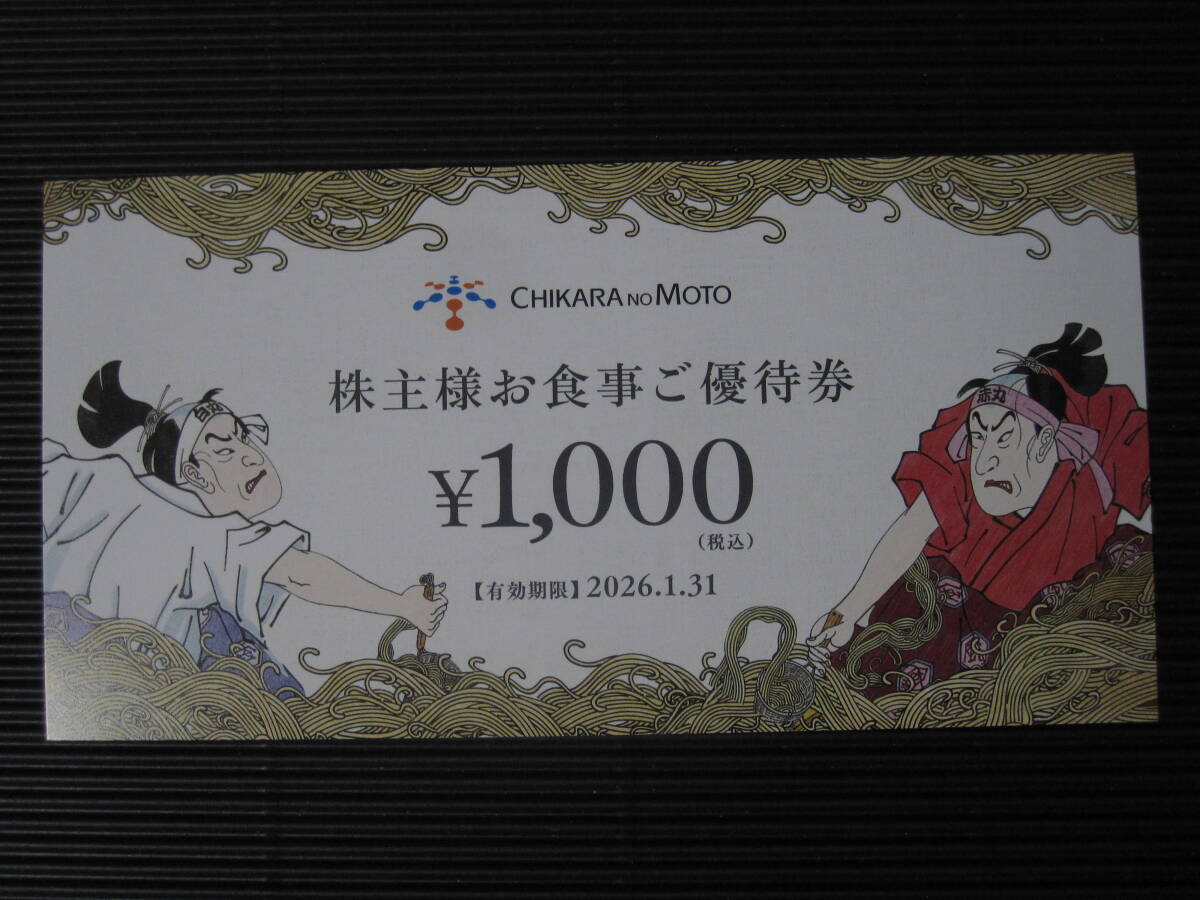 CHIKARA NO MOTO
株主様お食事ご優待券
白丸
赤丸
¥1,000
(税込)
【有効期限】2026.1.31